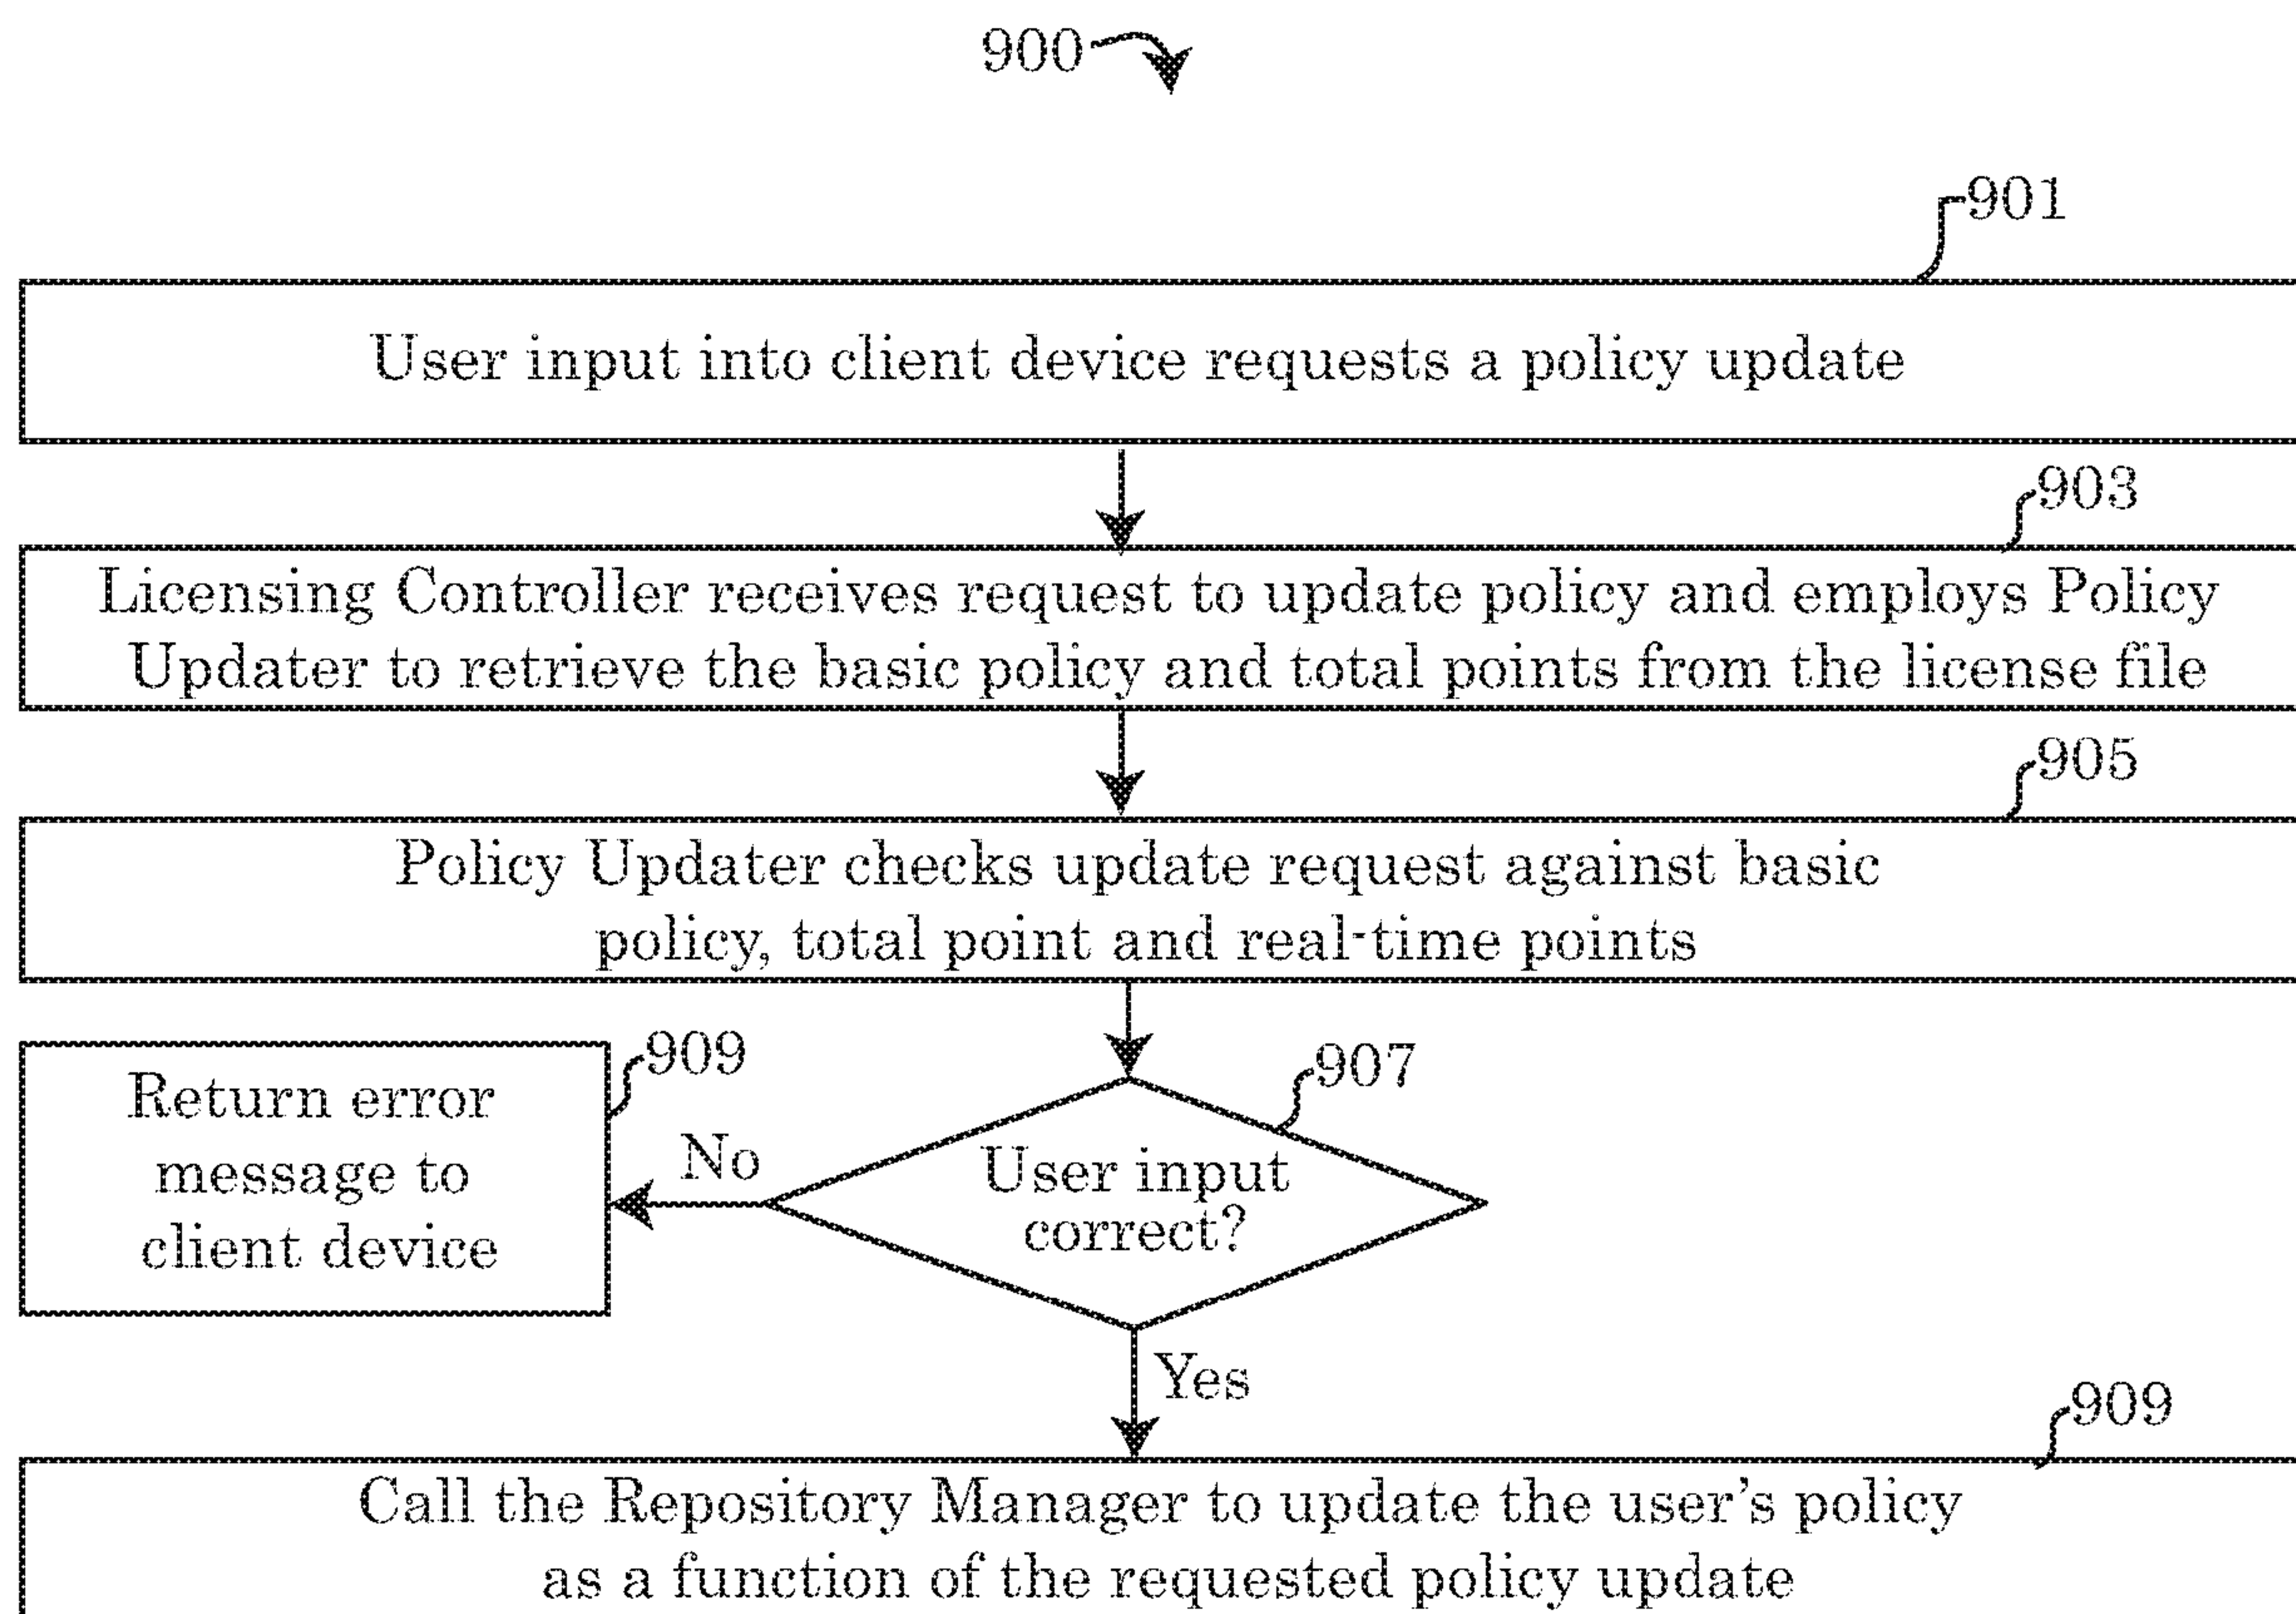 900
901
User input into client device requests a policy update
903
Licensing Controller receives request to update policy and employs Policy
Updater to retrieve the basic policy and total points from the license file
905
Policy Updater checks update request against basic
policy, total point and real-time points
909
Return error
message to
client device
No
907
User input
correct?
Yes
909
Call the Repository Manager to update the user's policy
as a function of the requested policy update